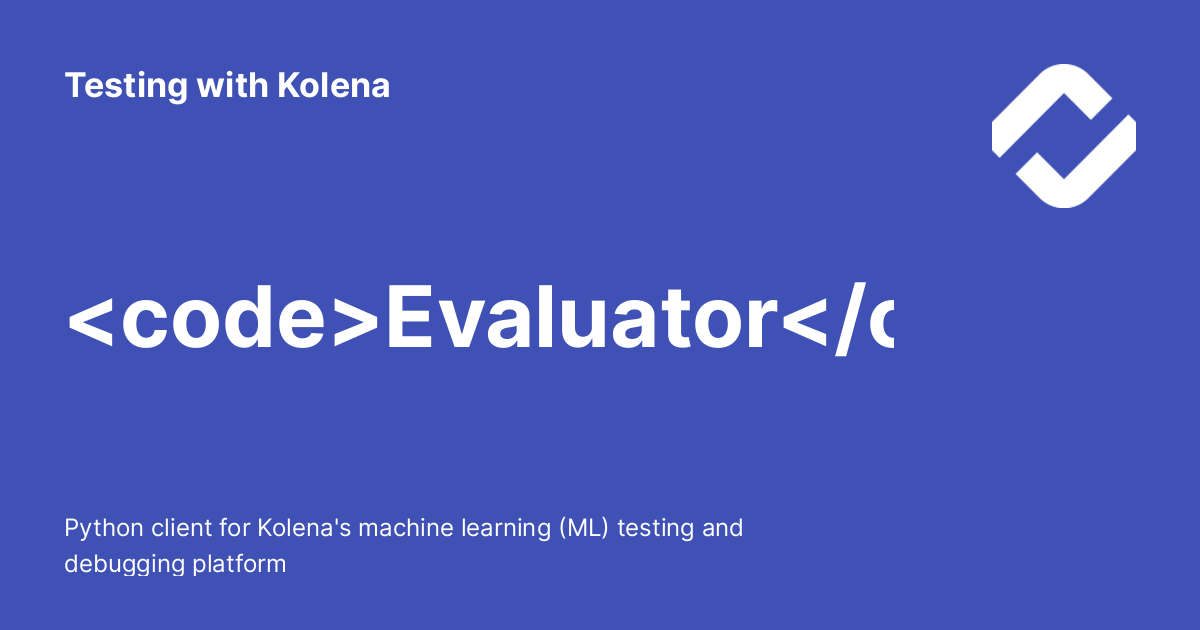 Testing with Kolena
<code>Evaluator</c
Python client for Kolena's machine learning (ML) testing and
debugging platform